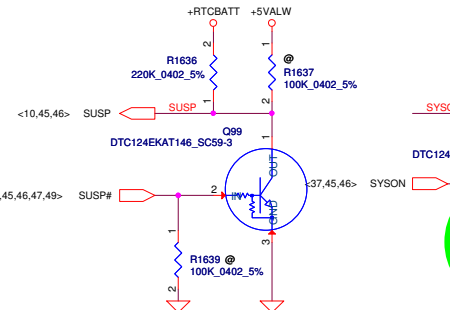 +RTCBATT +5VALW
2
R1636
220K_0402_5%
1
1
@
R1637
100K_0402_5%
2
<10,45,46> SUSP SUSP
SYSO
Q99
DTC124EKAT146_SC59-3
1
OUT
DTC124
,45,46,47,49> SUSP# 2 IN
<37,45,46> SYSON
GND
3
1
R1639 @
100K_0402_5%
2